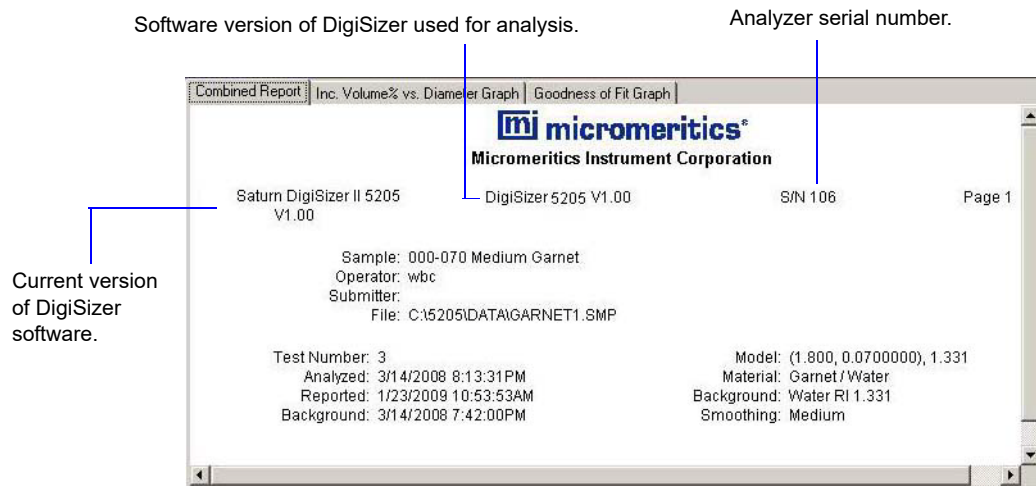 Software version of DigiSizer used for analysis.
Analyzer serial number.
Combined Report Inc. Volume% vs. Diameter Graph Goodness of Fit Graph
mi micromeritics®
Micromeritics Instrument Corporation
Saturn DigiSizer II 5205 DigiSizer 5205 V1.00 S/N 106 Page 1
V1.00
Current version
of DigiSizer
software.
Sample: 000-070 Medium Garnet
Operator: wbc
Submitter:
File: C:\5205\DATA\GARNET1.SMP
Test Number: 3 Model: (1.800, 0.0700000), 1.331
Analyzed: 3/14/2008 8:13:31PM Material: Garnet / Water
Reported: 1/23/2009 10:53:53AM Background: Water RI 1.331
Background: 3/14/2008 7:42:00PM Smoothing: Medium